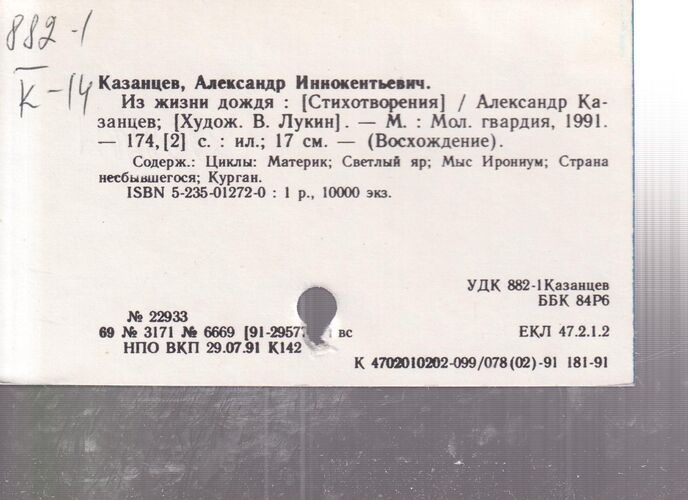 882-1
К-14
Казанцев, Александр Иннокентьевич.
Из жизни дождя : [Стихотворения] / Александр Ка-
занцев; [Худож. В. Лукин]. — М. : Мол. гвардия, 1991.
— 174, [2] с. : ил.; 17 см. — (Восхождение).
Содерж.: Циклы: Материк; Светлый яр; Мыс Ирониум; Страна
несбывшегося; Курган.
ISBN 5-235-01272-0 : 1 р., 10000 экз.
УДК 882-1Казанцев
ББК 84Р6
№ 22933
69 № 3171 № 6669 [91-2957 вс
ЕКЛ 47.2.1.2
НПО ВКП 29.07.91 К142
К 4702010202-099/078(02)-91 181-91